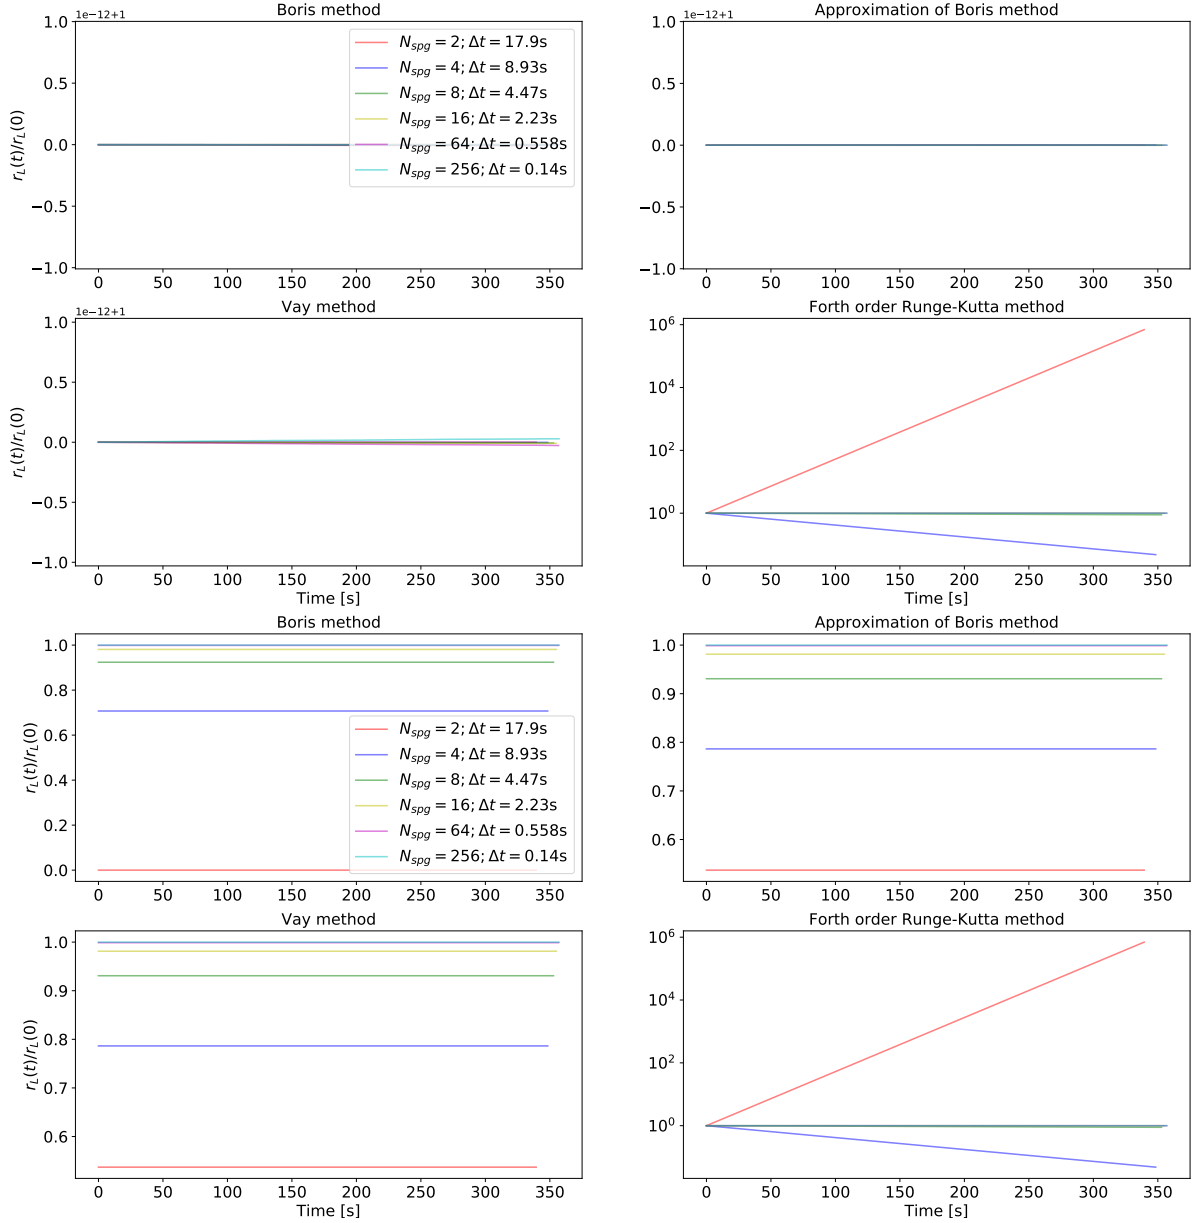 Boris method
1e−12+1
1.0
0.5
0.0
−0.5
−1.0
r_L(t)/r_L(0)
N_spg = 2; Δt = 17.9s
N_spg = 4; Δt = 8.93s
N_spg = 8; Δt = 4.47s
N_spg = 16; Δt = 2.23s
N_spg = 64; Δt = 0.558s
N_spg = 256; Δt = 0.14s
0 50 100 150 200 250 300 350
Approximation of Boris method
1e−12+1
1.0
0.5
0.0
−0.5
−1.0
0 50 100 150 200 250 300 350
Vay method
1e−12+1
1.0
0.5
0.0
−0.5
−1.0
r_L(t)/r_L(0)
0 50 100 150 200 250 300 350
Time [s]
Forth order Runge-Kutta method
10^6
10^4
10^2
10^0
0 50 100 150 200 250 300 350
Time [s]
Boris method
1.0
0.8
0.6
0.4
0.2
0.0
r_L(t)/r_L(0)
N_spg = 2; Δt = 17.9s
N_spg = 4; Δt = 8.93s
N_spg = 8; Δt = 4.47s
N_spg = 16; Δt = 2.23s
N_spg = 64; Δt = 0.558s
N_spg = 256; Δt = 0.14s
0 50 100 150 200 250 300 350
Approximation of Boris method
1.0
0.9
0.8
0.7
0.6
0 50 100 150 200 250 300 350
Vay method
1.0
0.9
0.8
0.7
0.6
r_L(t)/r_L(0)
0 50 100 150 200 250 300 350
Time [s]
Forth order Runge-Kutta method
10^6
10^4
10^2
10^0
0 50 100 150 200 250 300 350
Time [s]